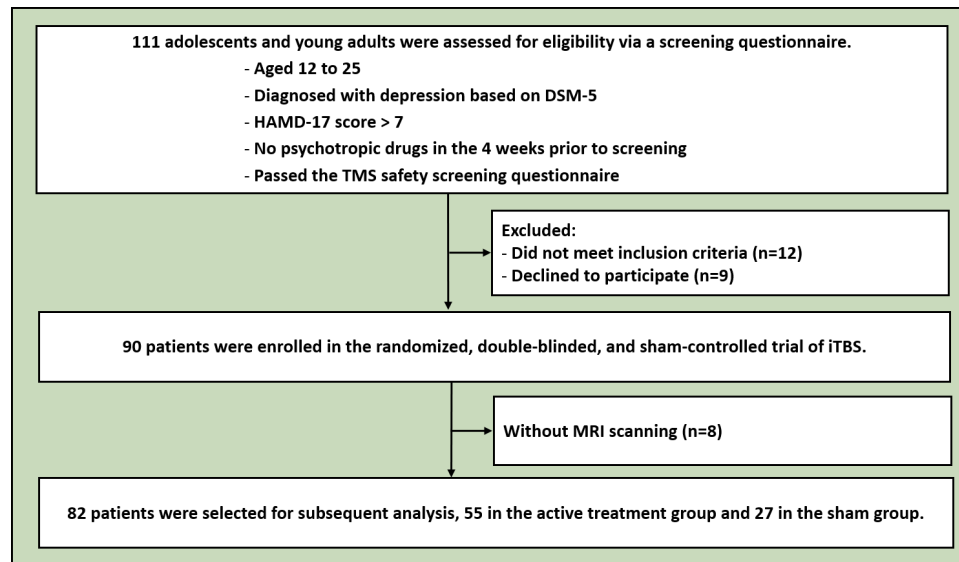 111 adolescents and young adults were assessed for eligibility via a screening questionnaire.
- Aged 12 to 25
- Diagnosed with depression based on DSM-5
- HAMD-17 score > 7
- No psychotropic drugs in the 4 weeks prior to screening
- Passed the TMS safety screening questionnaire
Excluded:
- Did not meet inclusion criteria (n=12)
- Declined to participate (n=9)
90 patients were enrolled in the randomized, double-blinded, and sham-controlled trial of iTBS.
Without MRI scanning (n=8)
82 patients were selected for subsequent analysis, 55 in the active treatment group and 27 in the sham group.